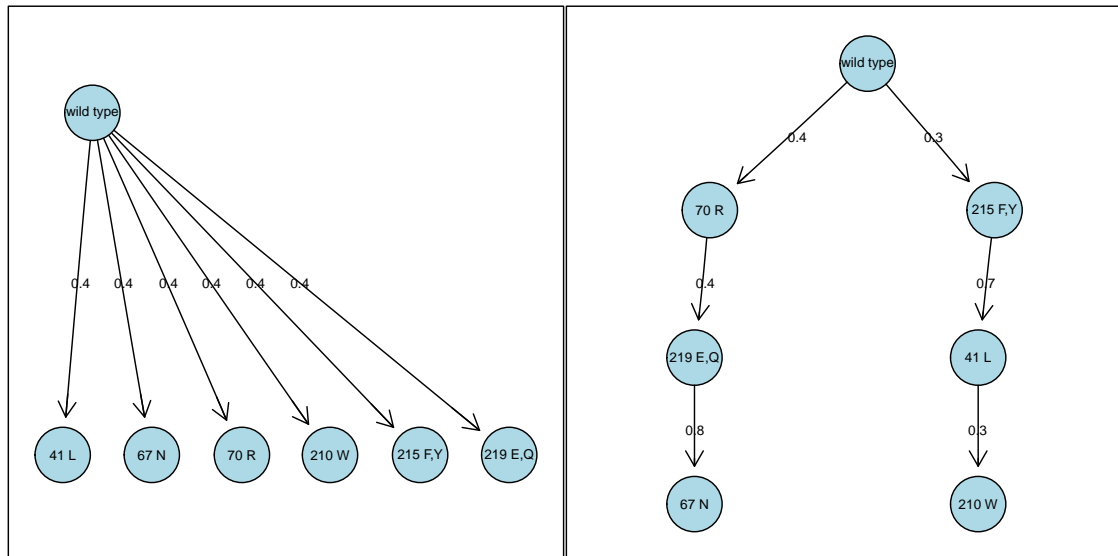 wild type
0.4 0.4 0.4 0.4 0.4 0.4
41 L 67 N 70 R 210 W 215 F,Y 219 E,Q
wild type
0.4 0.3
70 R 215 F,Y
0.4 0.7
219 E,Q 41 L
0.8 0.3
67 N 210 W